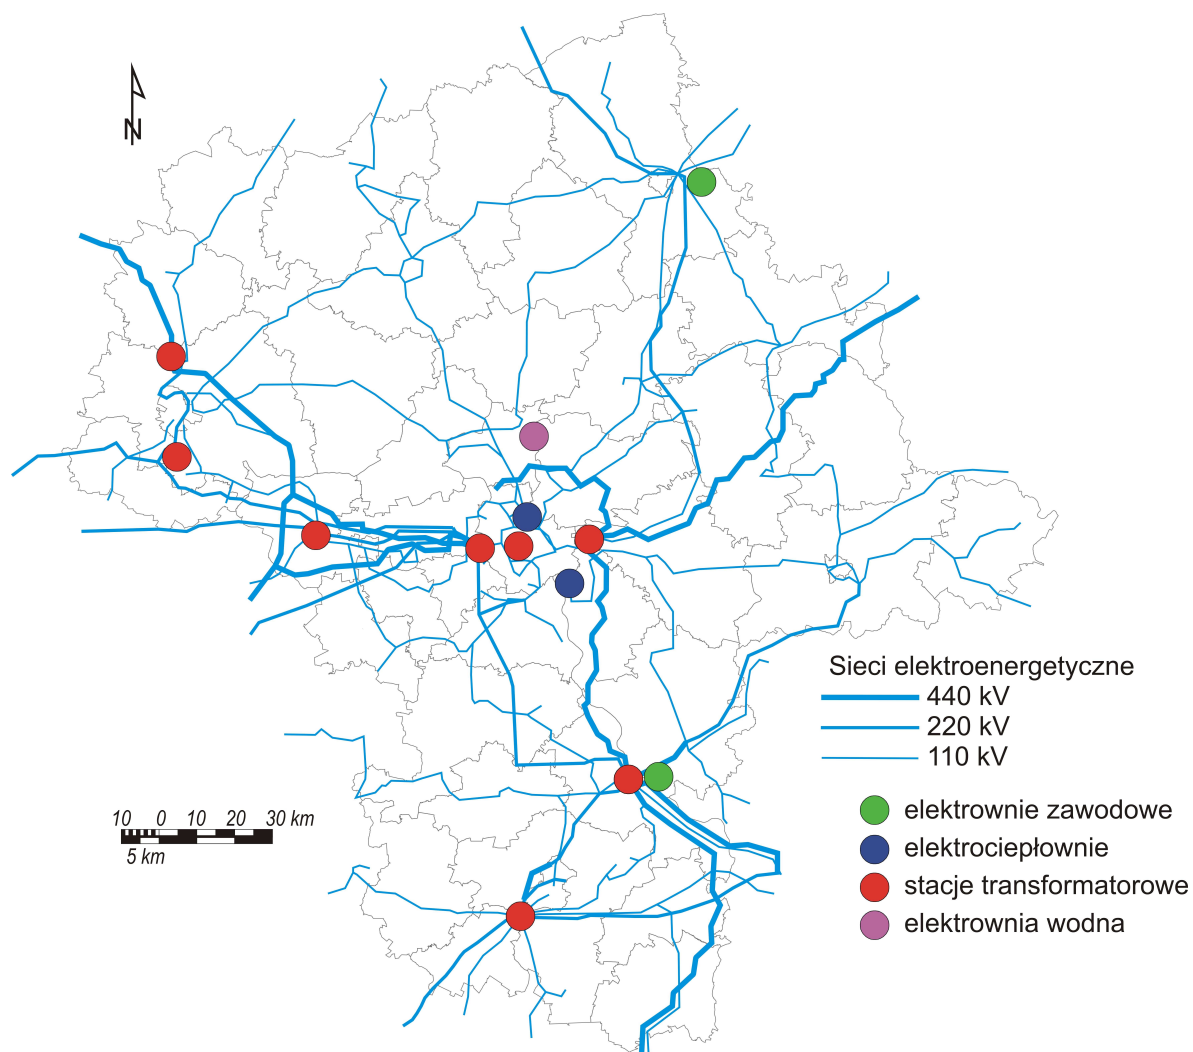 N
Sieci elektroenergetyczne
440 kV
220 kV
110 kV
10 0 10 20 30 km
5 km
elektrownie zawodowe
elektrociepłownie
stacje transformatorowe
elektrownia wodna